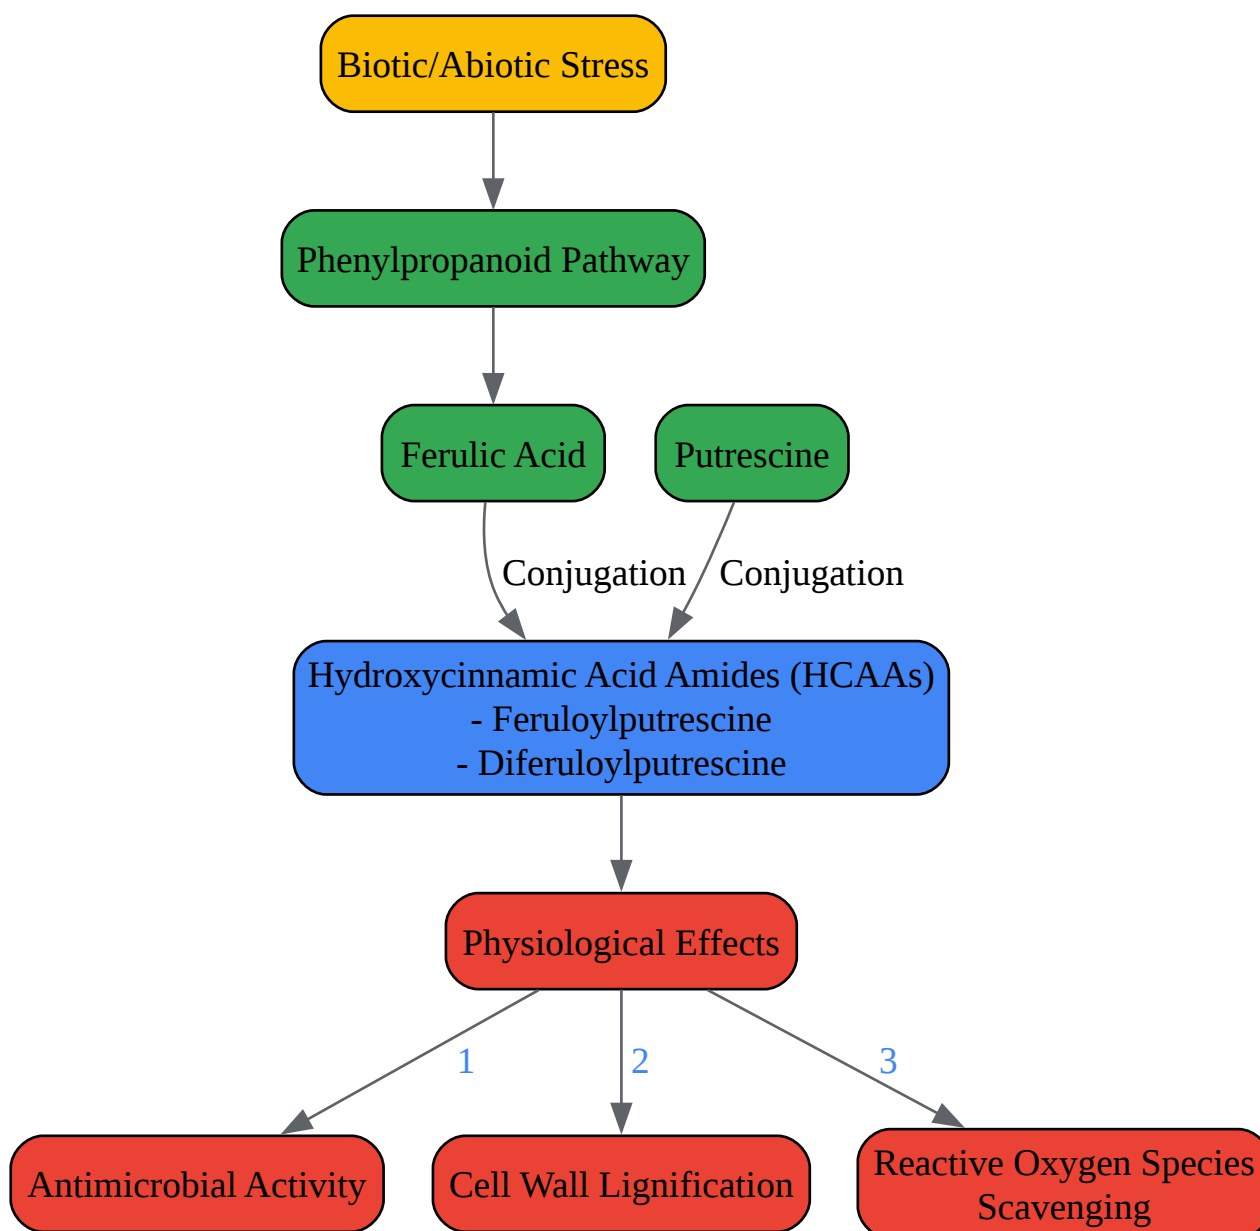 Biotic/Abiotic Stress
Phenylpropanoid Pathway
Ferulic Acid
Putrescine
Conjugation
Conjugation
Hydroxycinnamic Acid Amides (HCAAs)
- Feruloylputrescine
- Diferuloylputrescine
Physiological Effects
1
2
3
Antimicrobial Activity
Cell Wall Lignification
Reactive Oxygen Species
Scavenging